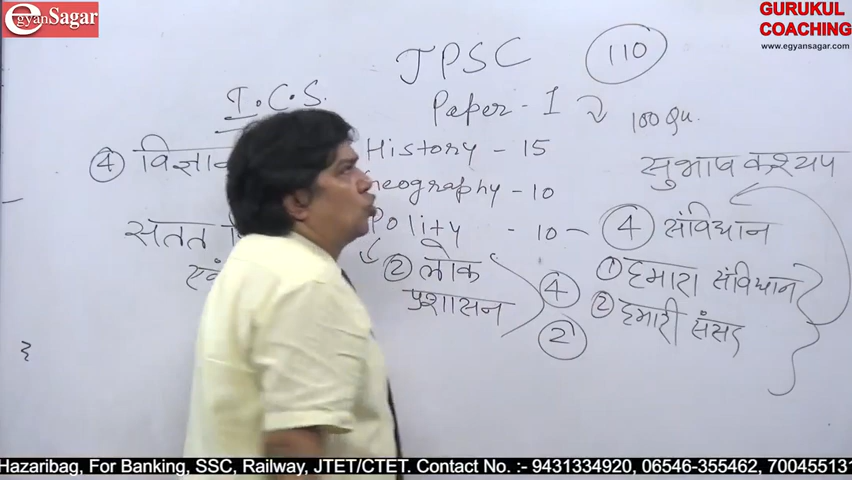 egyanSagar
GURUKUL
COACHING
www.egyansagar.com
JPSC
110
I.C.S.
Paper - I
100 Qu.
④
History - 15
सुभाष कश्यप
Geography - 10
सतत
Polity - 10 - ④ संविधान
② लोक
प्रशासन
④
②
① हमारा संविधान
② हमारी संसद
Hazaribag, For Banking, SSC, Railway, JTET/CTET. Contact No. :- 9431334920, 06546-355462, 700455131